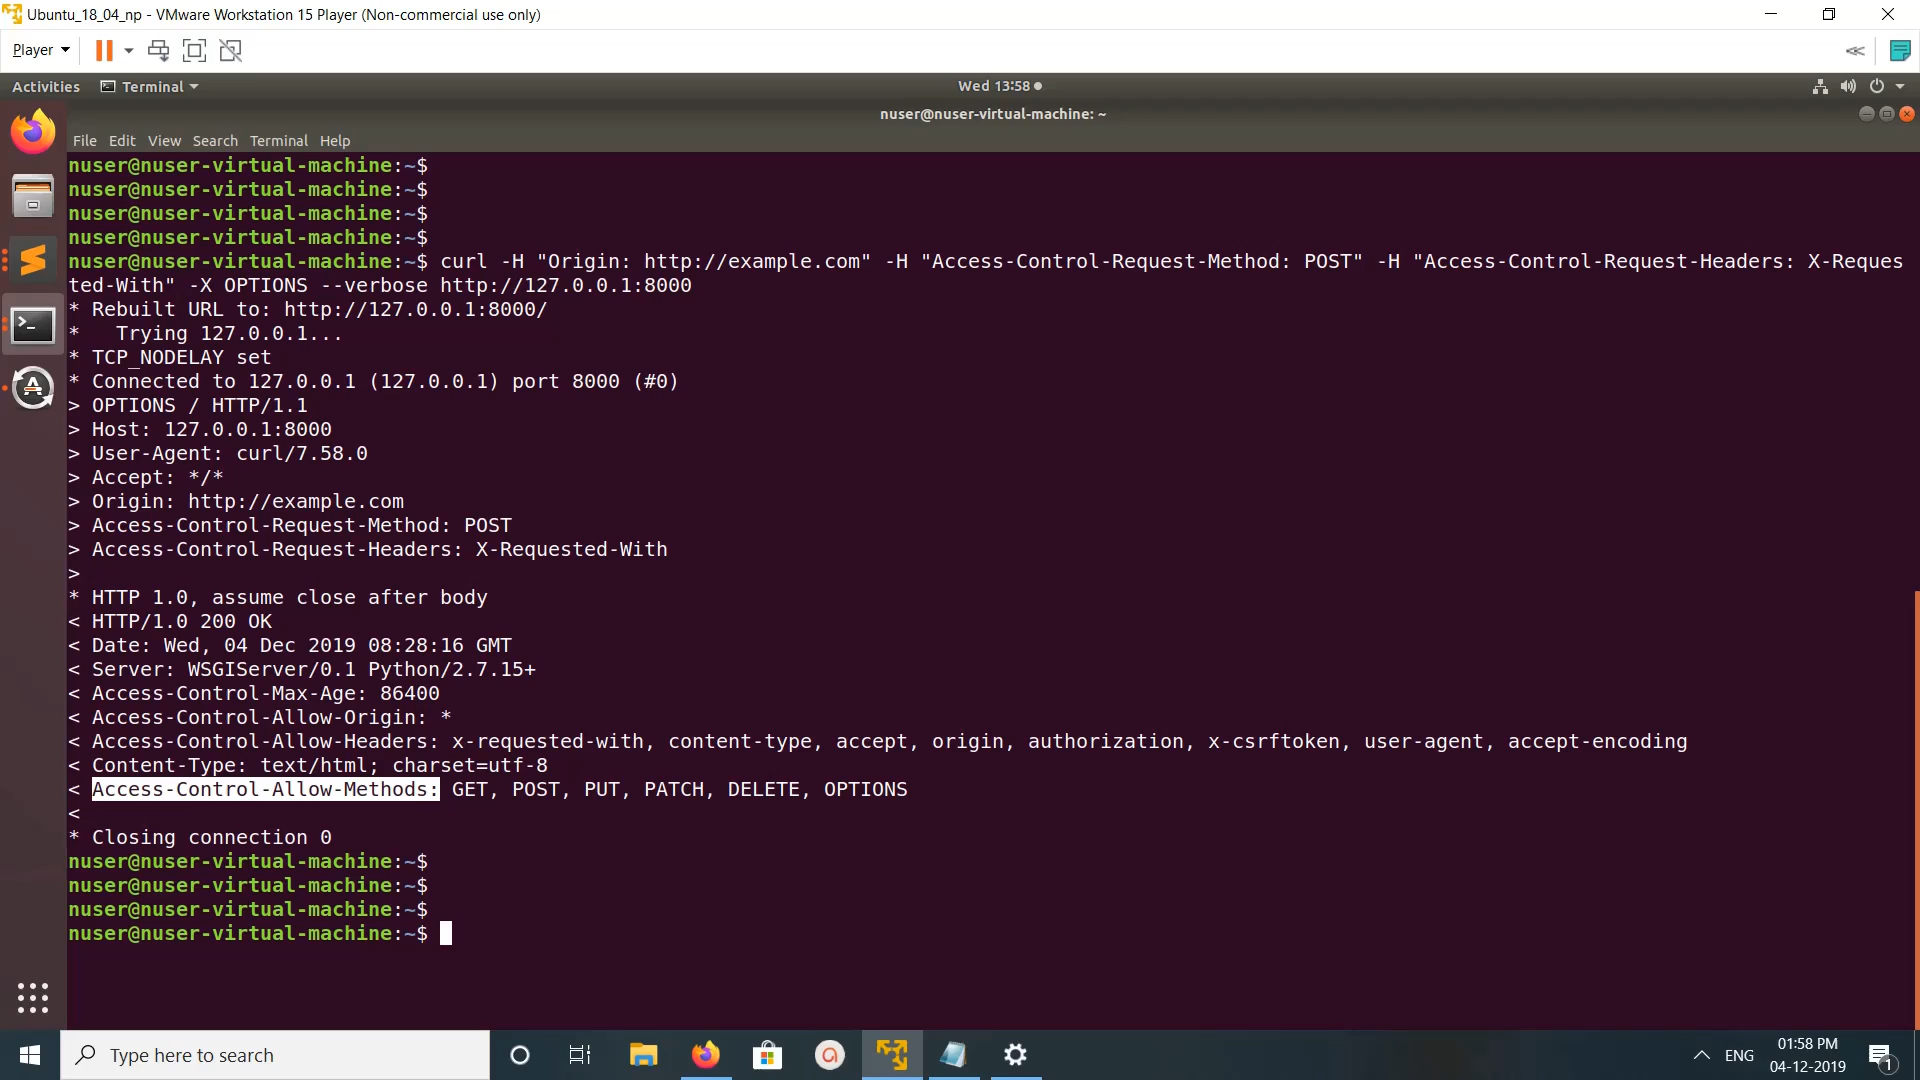 Ubuntu_18_04_np - VMware Workstation 15 Player (Non-commercial use only)
Player
Activities Terminal Wed 13:58
nuser@nuser-virtual-machine: ~
File Edit View Search Terminal Help
nuser@nuser-virtual-machine:~$
nuser@nuser-virtual-machine:~$
nuser@nuser-virtual-machine:~$
nuser@nuser-virtual-machine:~$
nuser@nuser-virtual-machine:~$ curl -H "Origin: http://example.com" -H "Access-Control-Request-Method: POST" -H "Access-Control-Request-Headers: X-Reques
ted-With" -X OPTIONS --verbose http://127.0.0.1:8000
* Rebuilt URL to: http://127.0.0.1:8000/
*   Trying 127.0.0.1...
* TCP_NODELAY set
* Connected to 127.0.0.1 (127.0.0.1) port 8000 (#0)
> OPTIONS / HTTP/1.1
> Host: 127.0.0.1:8000
> User-Agent: curl/7.58.0
> Accept: */*
> Origin: http://example.com
> Access-Control-Request-Method: POST
> Access-Control-Request-Headers: X-Requested-With
>
* HTTP 1.0, assume close after body
< HTTP/1.0 200 OK
< Date: Wed, 04 Dec 2019 08:28:16 GMT
< Server: WSGIServer/0.1 Python/2.7.15+
< Access-Control-Max-Age: 86400
< Access-Control-Allow-Origin: *
< Access-Control-Allow-Headers: x-requested-with, content-type, accept, origin, authorization, x-csrftoken, user-agent, accept-encoding
< Content-Type: text/html; charset=utf-8
< Access-Control-Allow-Methods: GET, POST, PUT, PATCH, DELETE, OPTIONS
<
* Closing connection 0
nuser@nuser-virtual-machine:~$
nuser@nuser-virtual-machine:~$
nuser@nuser-virtual-machine:~$
nuser@nuser-virtual-machine:~$
Type here to search
ENG
01:58 PM
04-12-2019
1